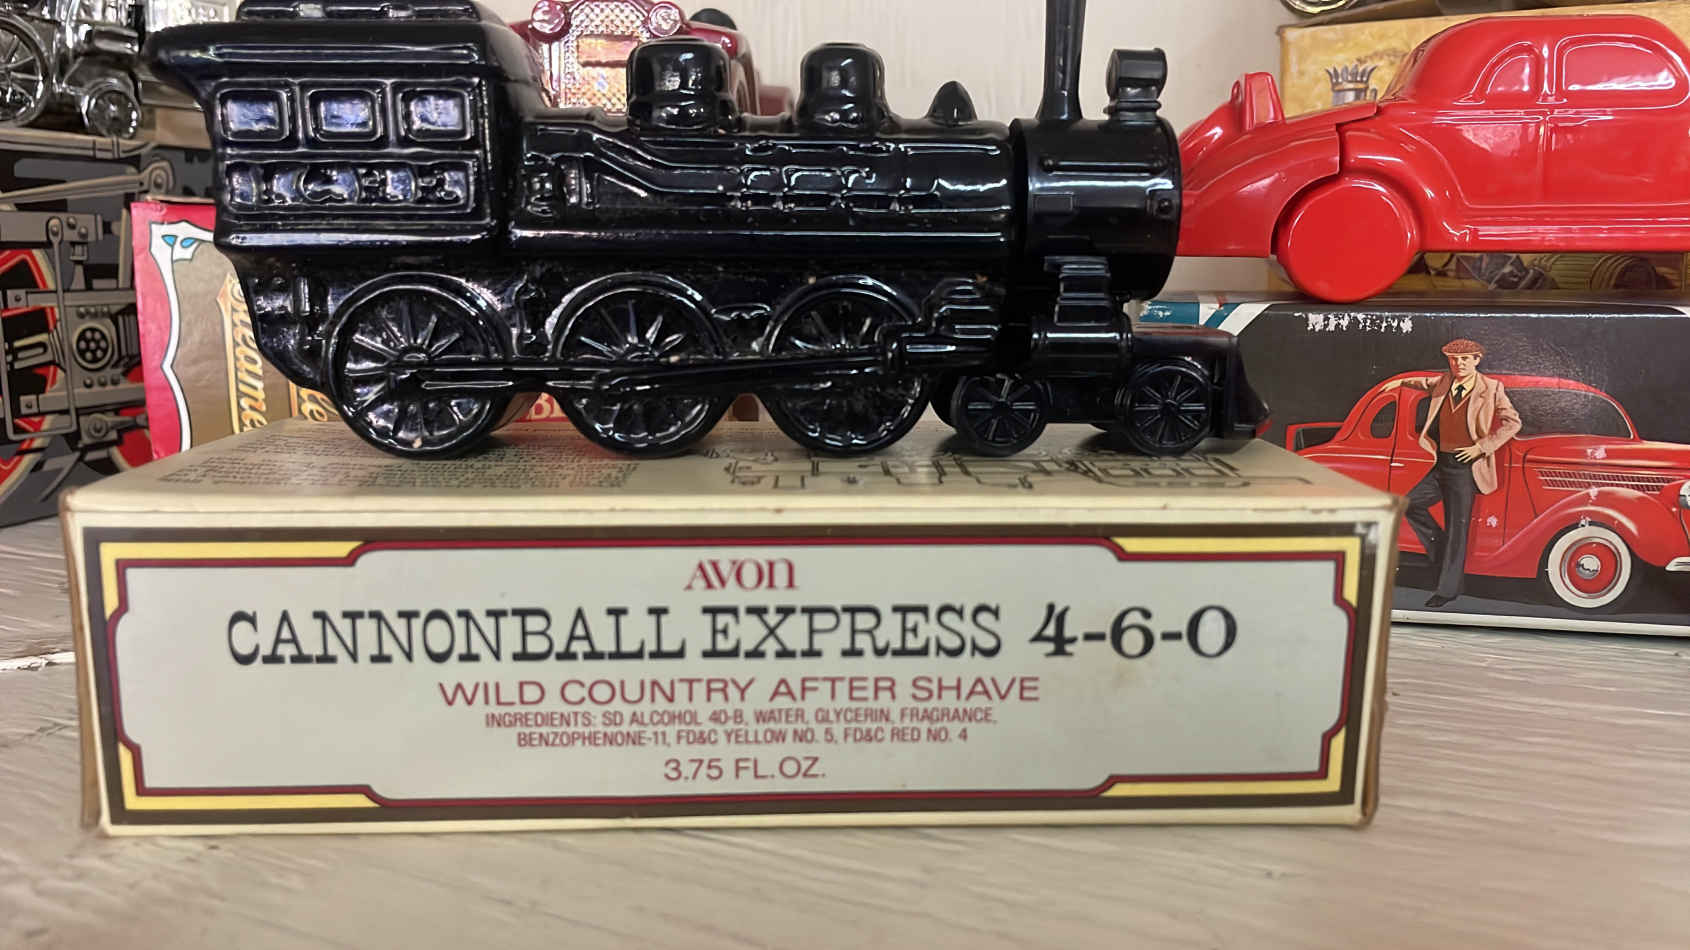 AVON
CANNONBALL EXPRESS 4-6-0
WILD COUNTRY AFTER SHAVE
INGREDIENTS: SD ALCOHOL 40-B, WATER, GLYCERIN, FRAGRANCE,
BENZOPHENONE-11, FD&C YELLOW NO. 5, FD&C RED NO. 4
3.75 FL.OZ.